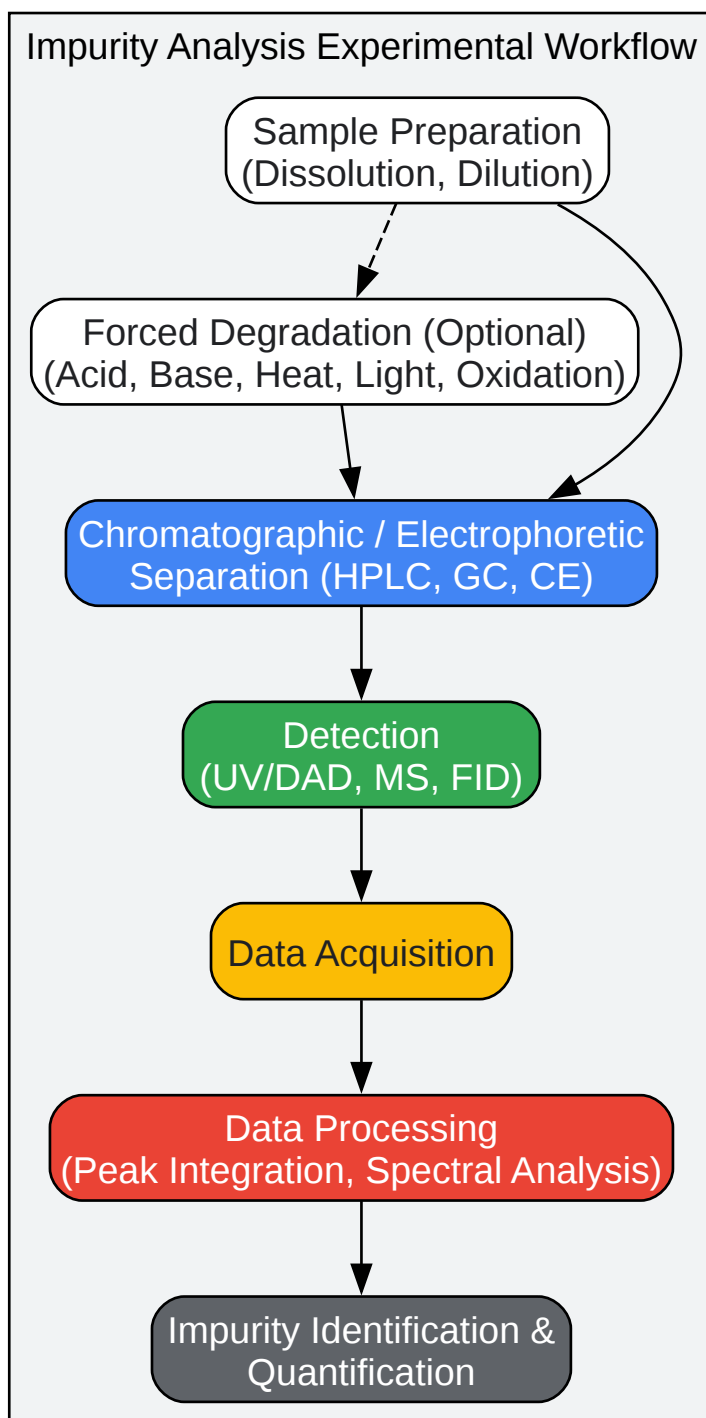 Impurity Analysis Experimental Workflow
Sample Preparation
(Dissolution, Dilution)
Forced Degradation (Optional)
(Acid, Base, Heat, Light, Oxidation)
Chromatographic / Electrophoretic
Separation (HPLC, GC, CE)
Detection
(UV/DAD, MS, FID)
Data Acquisition
Data Processing
(Peak Integration, Spectral Analysis)
Impurity Identification &
Quantification